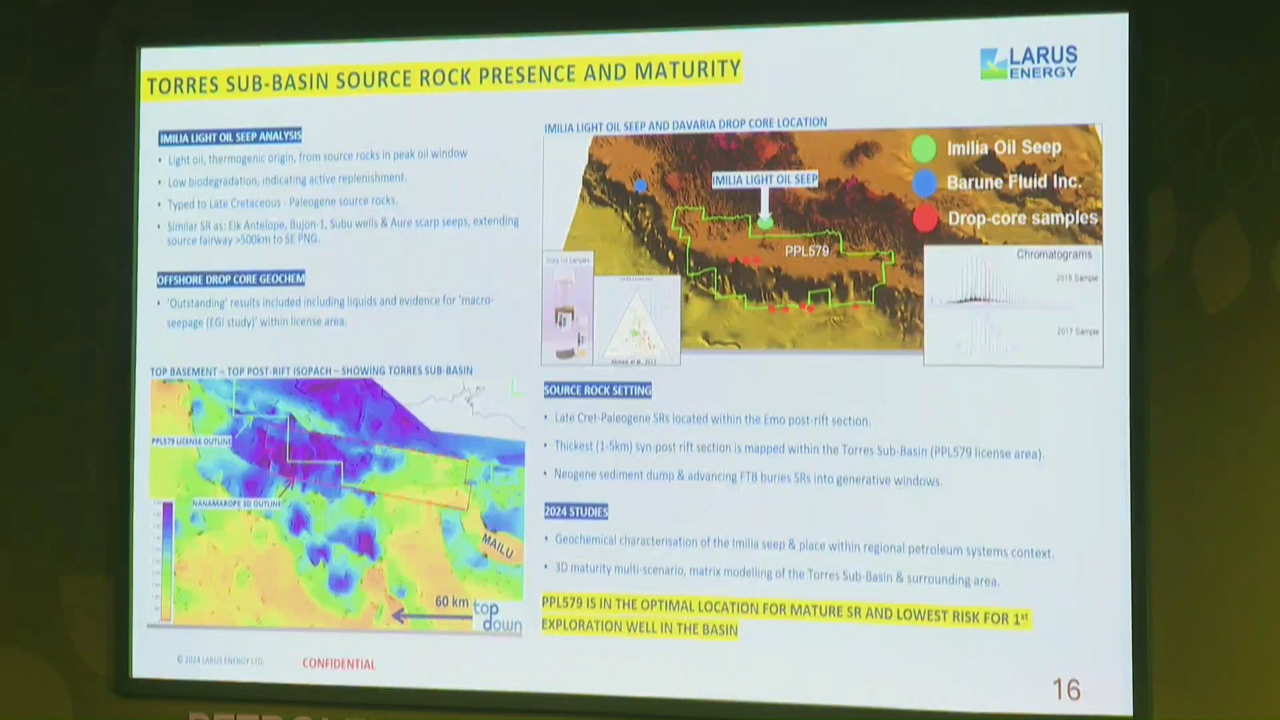 TORRES SUB-BASIN SOURCE ROCK PRESENCE AND MATURITY
LARUS
ENERGY
IMILIA LIGHT OIL SEEP ANALYSIS
• Light oil, thermogenic origin, from source rocks in peak oil window
• Low biodegradation, indicating active replenishment.
• Typed to Late Cretaceous - Paleogene source rocks.
• Similar SR as: Elk Antelope, Bujon-1, Subu wells & Aure scarp seeps, extending
source fairway >500km to SE PNG.
OFFSHORE DROP CORE GEOCHEM
• 'Outstanding' results included including liquids and evidence for 'macro-
seepage (EGI study)' within license area.
TOP BASEMENT – TOP POST-RIFT ISOPACH – SHOWING TORRES SUB-BASIN
PPL579 LICENSE OUTLINE
NANAMAROPE 3D OUTLINE
MAILU
60 km
top
down
IMILIA LIGHT OIL SEEP AND DAVARIA DROP CORE LOCATION
Imilia Oil Seep
Barune Fluid Inc.
Drop-core samples
IMILIA LIGHT OIL SEEP
PPL579
Chromatograms
2018 Sample
2017 Sample
SOURCE ROCK SETTING
• Late Cret-Paleogene SRs located within the Emo post-rift section.
• Thickest (1-5km) syn-post rift section is mapped within the Torres Sub-Basin (PPL579 license area).
• Neogene sediment dump & advancing FTB buries SRs into generative windows.
2024 STUDIES
• Geochemical characterisation of the Imilia seep & place within regional petroleum systems context.
• 3D maturity multi-scenario, matrix modelling of the Torres Sub-Basin & surrounding area.
PPL579 IS IN THE OPTIMAL LOCATION FOR MATURE SR AND LOWEST RISK FOR 1st
EXPLORATION WELL IN THE BASIN
© 2024 LARUS ENERGY LTD.
CONFIDENTIAL
16